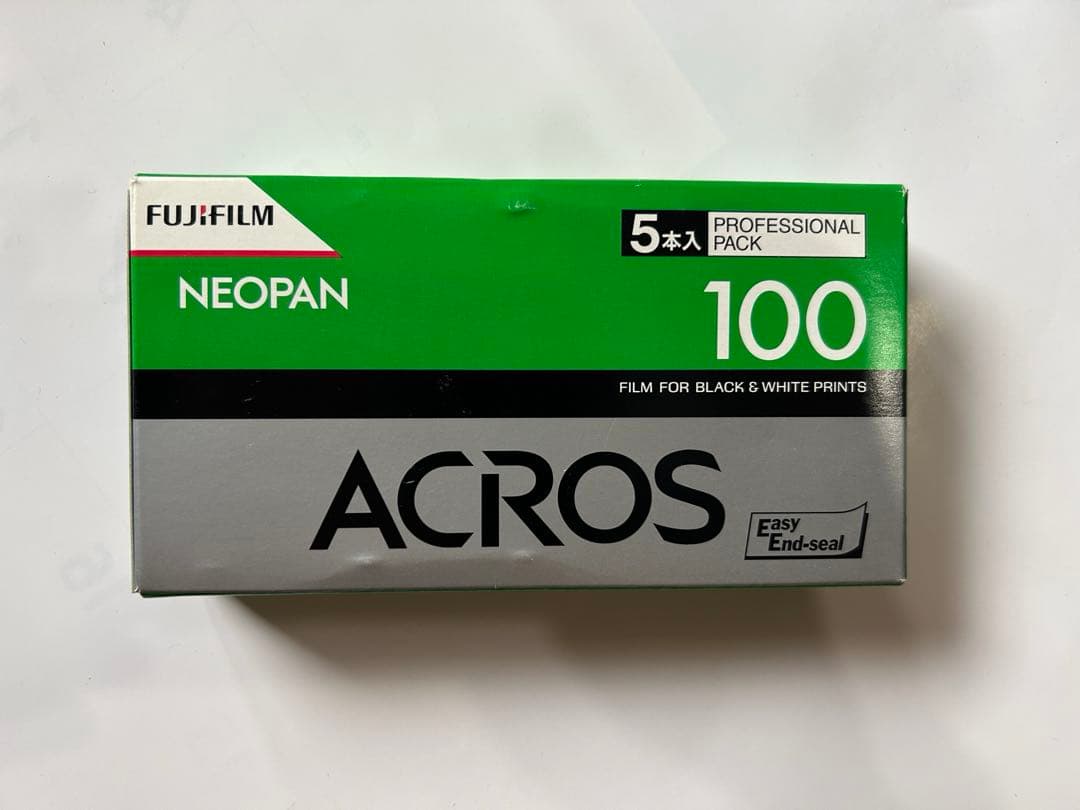 FUJIFILM
5本入 PROFESSIONAL PACK
NEOPAN
100
FILM FOR BLACK & WHITE PRINTS
ACROS
Easy
End-seal